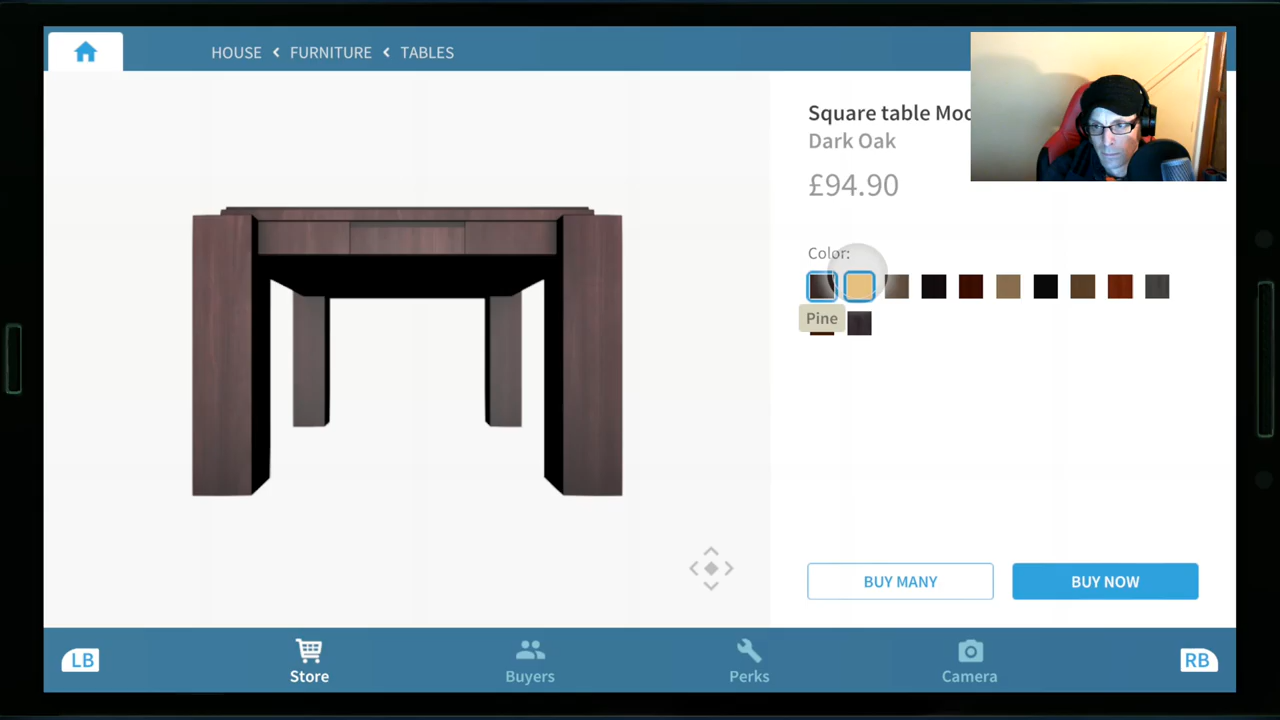 HOUSE < FURNITURE < TABLES
Square table
Dark Oak
£94.90
Color:
Pine
BUY MANY
BUY NOW
LB
Store
Buyers
Perks
Camera
RB